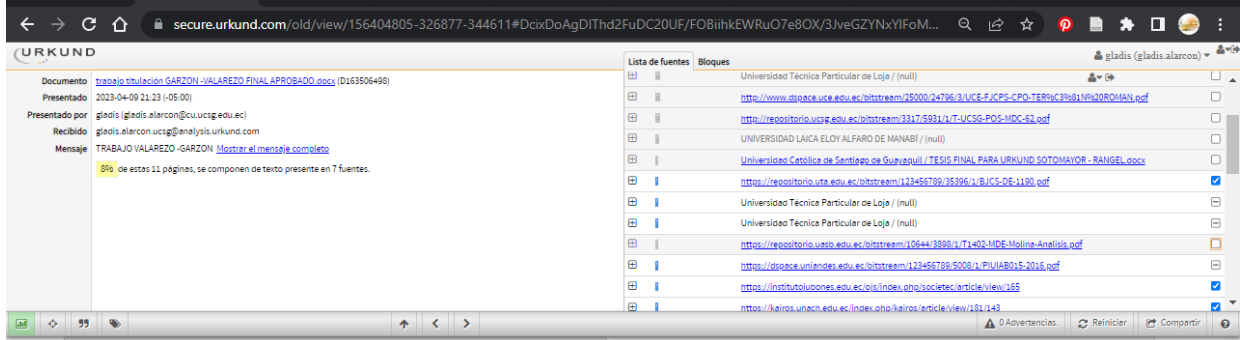 secure.urkund.com/old/view/156404805-326877-344611#DcixDoAgDIThd2FuDC20UF/FOBiihkEWRuO7e8OX/3JveGZYNxYIFoM...
URKUND
Lista de fuentes Bloques
gladis (gladis.alarcon)
Documento trabajo titulación GARZON -VALAREZO FINAL APROBADO.docx (D163506498)
Presentado 2023-04-09 21:23 (-05:00)
Presentado por gladis (gladis.alarcon@cu.ucsg.edu.ec)
Recibido gladis.alarcon.ucsg@analysis.urkund.com
Mensaje TRABAJO VALAREZO -GARZON Mostrar el mensaje completo
8% de estas 11 páginas, se componen de texto presente en 7 fuentes.
Universidad Técnica Particular de Loja / (null)
http://www.dspace.uce.edu.ec/bitstream/25000/24796/3/UCE-FJCPS-CPO-TER%C3%81N%20ROMAN.pdf
http://repositorio.ucsg.edu.ec/bitstream/3317/5931/1/T-UCSG-POS-MDC-62.pdf
UNIVERSIDAD LAICA ELOY ALFARO DE MANABÍ / (null)
Universidad Católica de Santiago de Guayaquil / TESIS FINAL PARA URKUND SOTOMAYOR - RANGEL.docx
https://repositorio.uta.edu.ec/bitstream/123456789/35396/1/BJCS-DE-1190.pdf
Universidad Técnica Particular de Loja / (null)
Universidad Técnica Particular de Loja / (null)
https://repositorio.uasb.edu.ec/bitstream/10644/3898/1/T1402-MDE-Molina-Analisis.pdf
https://dspace.uniandes.edu.ec/bitstream/123456789/5008/1/PIUIAB015-2016.pdf
https://institutojubones.edu.ec/ojs/index.php/societec/article/view/165
https://kairos.unach.edu.ec/index.php/kairos/article/view/181/143
0 Advertencias. Reiniciar Compartir